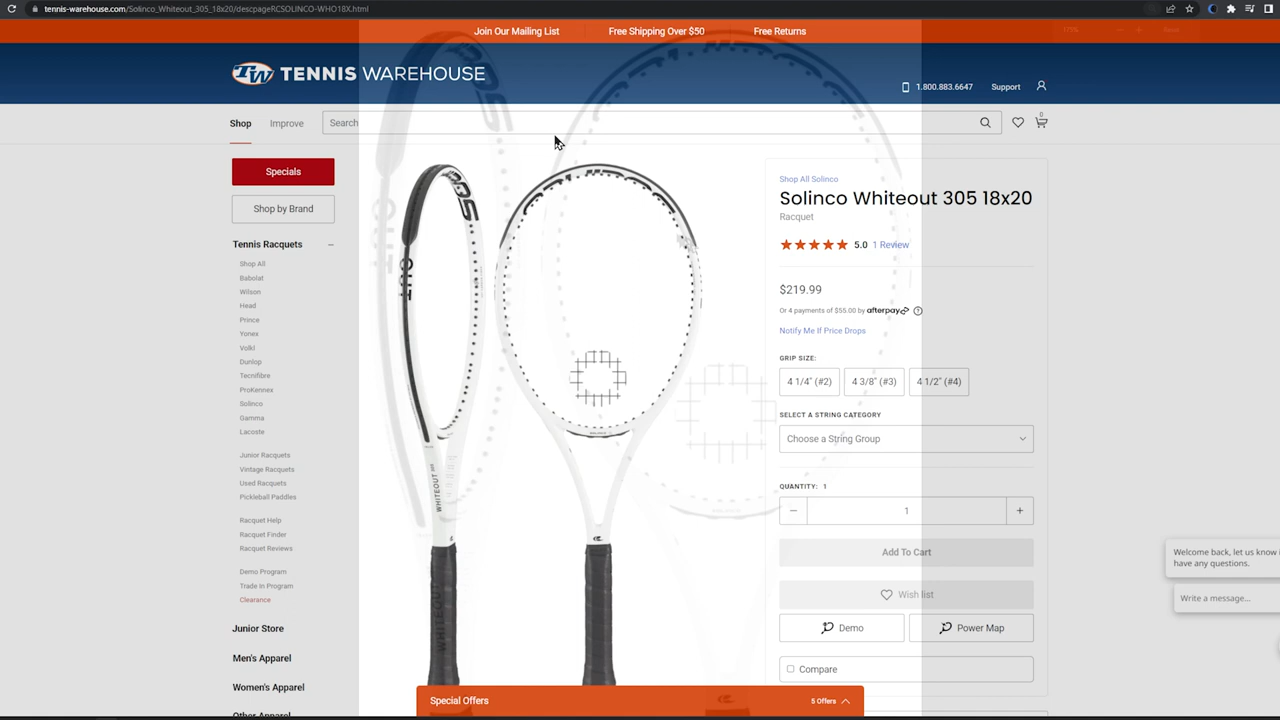 tennis-warehouse.com/Solinco_Whiteout_305_18x20/descpageRCSOLINCO-WHO18X.html
Join Our Mailing List
Free Shipping Over $50
Free Returns
TW TENNIS WAREHOUSE
1.800.883.6647
Support
Shop
Improve
Search
0
Specials
Shop by Brand
Tennis Racquets
Shop All
Babolat
Wilson
Head
Prince
Yonex
Volkl
Dunlop
Tecnifibre
ProKennex
Solinco
Gamma
Lacoste
Junior Racquets
Vintage Racquets
Used Racquets
Pickleball Paddles
Racquet Help
Racquet Finder
Racquet Reviews
Demo Program
Trade In Program
Clearance
Junior Store
Men's Apparel
Women's Apparel
Other Apparel
WHITEOUT 305
Shop All Solinco
Solinco Whiteout 305 18x20
Racquet
5.0 1 Review
$219.99
Or 4 payments of $55.00 by afterpay
Notify Me If Price Drops
GRIP SIZE:
4 1/4" (#2)
4 3/8" (#3)
4 1/2" (#4)
SELECT A STRING CATEGORY
Choose a String Group
QUANTITY: 1
1
Add To Cart
Wish list
Demo
Power Map
Compare
Special Offers
5 Offers
Welcome back, let us know i
have any questions.
Write a message...